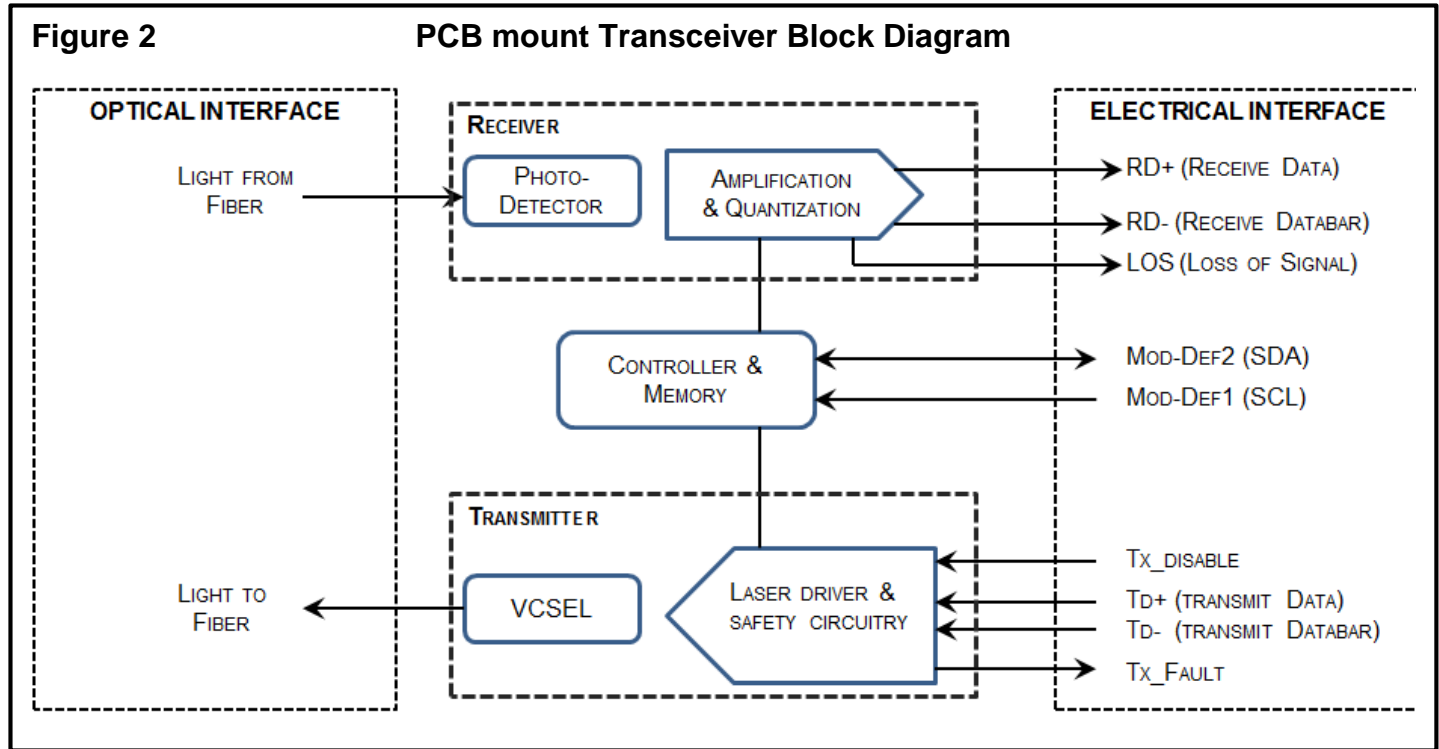 Figure 2 PCB mount Transceiver Block Diagram
OPTICAL INTERFACE
LIGHT FROM
FIBER
LIGHT TO
FIBER
RECEIVER
PHOTO-
DETECTOR
AMPLIFICATION
& QUANTIZATION
CONTROLLER &
MEMORY
TRANSMITTER
VCSEL
LASER DRIVER &
SAFETY CIRCUITRY
ELECTRICAL INTERFACE
RD+ (RECEIVE DATA)
RD- (RECEIVE DATABAR)
LOS (LOSS OF SIGNAL)
MOD-DEF2 (SDA)
MOD-DEF1 (SCL)
TX_DISABLE
TD+ (TRANSMIT DATA)
TD- (TRANSMIT DATABAR)
TX_FAULT